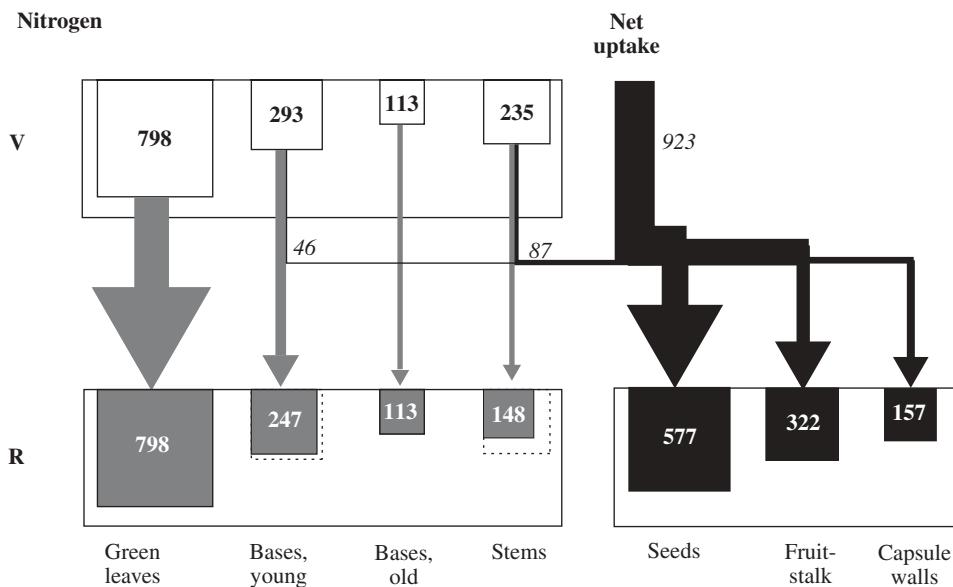 Nitrogen
Net
uptake
V
798
293
113
235
923
46
87
R
798
247
113
148
577
322
157
Green
leaves
Bases,
young
Bases,
old
Stems
Seeds
Fruit-
stalk
Capsule
walls